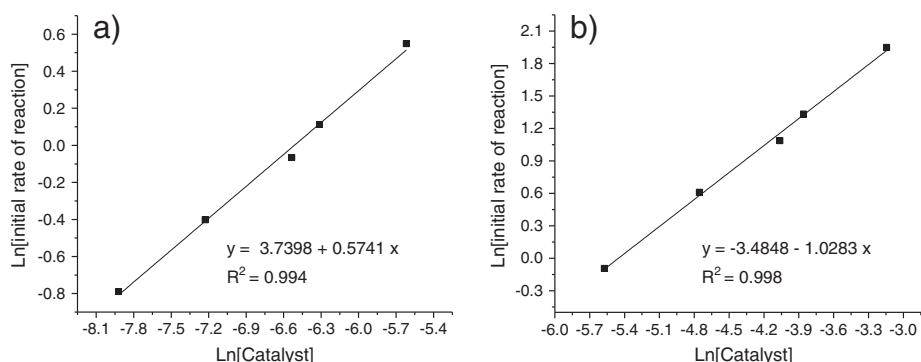 a)
Ln[initial rate of reaction]
0.6
0.4
0.2
0.0
-0.2
-0.4
-0.6
-0.8
y = 3.7398 + 0.5741 x
R² = 0.994
-8.1 -7.8 -7.5 -7.2 -6.9 -6.6 -6.3 -6.0 -5.7 -5.4
Ln[Catalyst]
b)
Ln[initial rate of reaction]
2.1
1.8
1.5
1.2
0.9
0.6
0.3
0.0
-0.3
y = -3.4848 - 1.0283 x
R² = 0.998
-6.0 -5.7 -5.4 -5.1 -4.8 -4.5 -4.2 -3.9 -3.6 -3.3 -3.0
Ln[Catalyst]